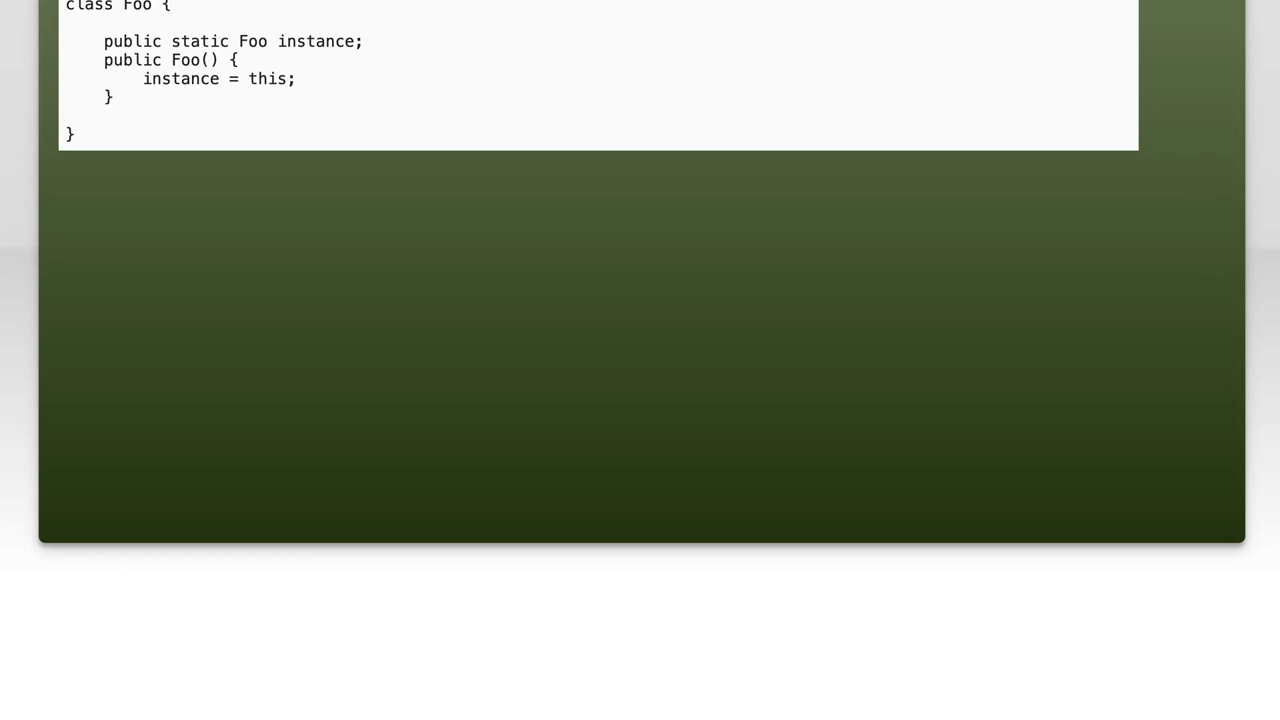 class Foo {
public static Foo instance;
public Foo() {
instance = this;
}
}